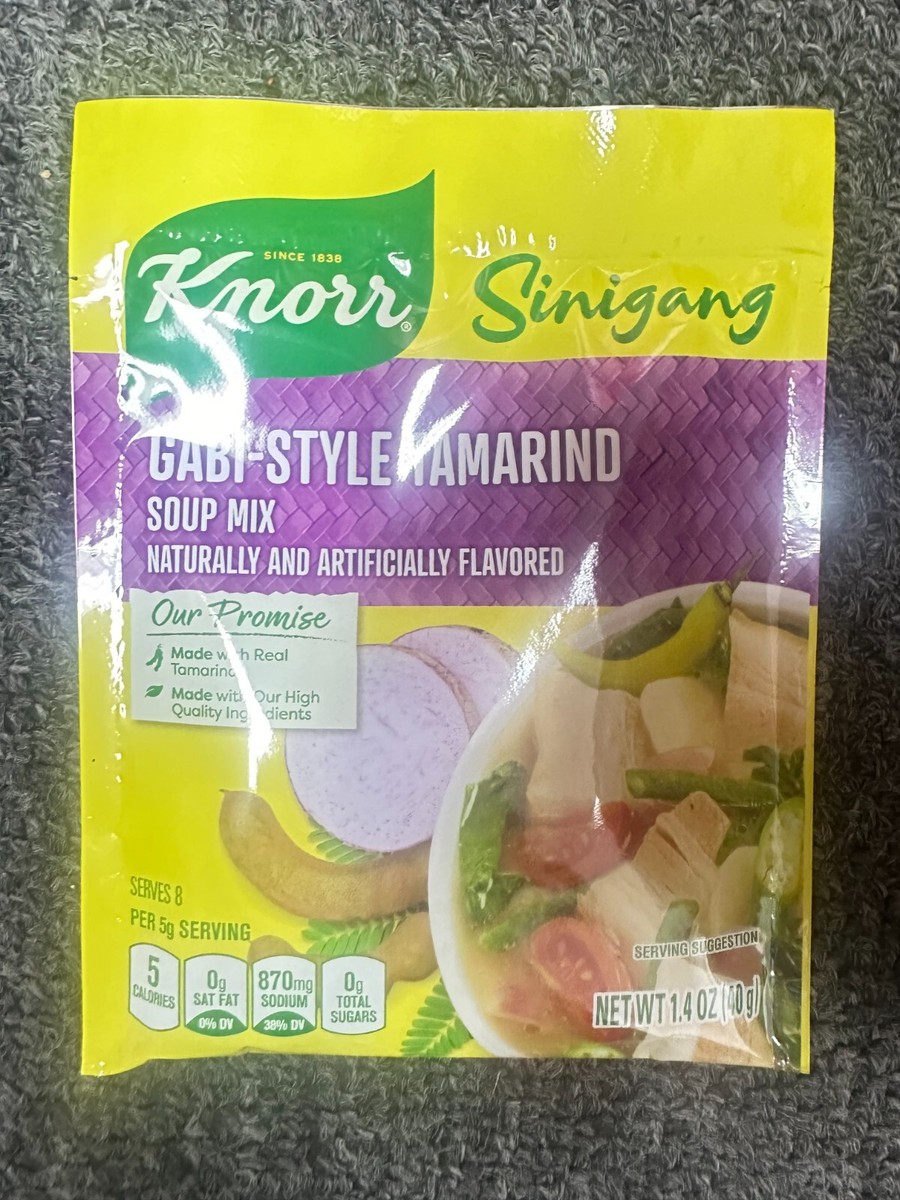 SINCE 1838
Knorr®
Sinigang
GABI-STYLE TAMARIND
SOUP MIX
NATURALLY AND ARTIFICIALLY FLAVORED
Our Promise
Made with Real
Tamarind
Made with Our High
Quality Ingredients
SERVES 8
PER 5g SERVING
5
CALORIES
0g
SAT FAT
0% DV
870mg
SODIUM
38% DV
0g
TOTAL
SUGARS
SERVING SUGGESTION
NET WT 1.4 OZ (40g)